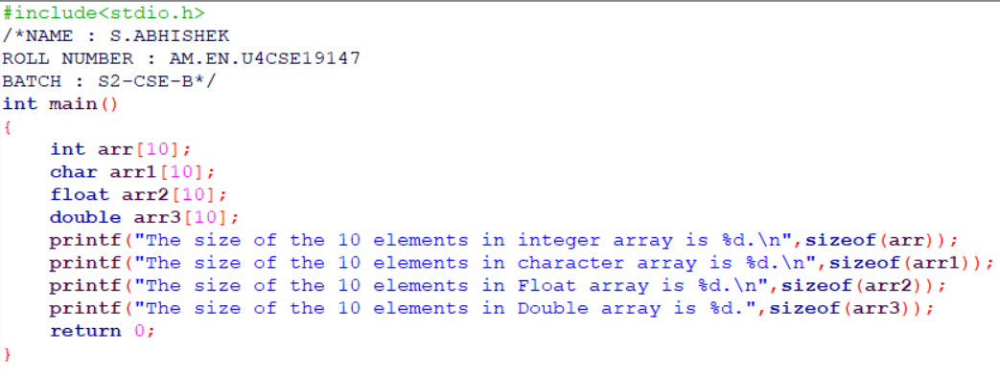 #include<stdio.h>
/*NAME : S.ABHISHEK
ROLL NUMBER : AM.EN.U4CSE19147
BATCH : S2-CSE-B*/
int main()
{
    int arr[10];
    char arr1[10];
    float arr2[10];
    double arr3[10];
    printf("The size of the 10 elements in integer array is %d.\n",sizeof(arr));
    printf("The size of the 10 elements in character array is %d.\n",sizeof(arr1));
    printf("The size of the 10 elements in Float array is %d.\n",sizeof(arr2));
    printf("The size of the 10 elements in Double array is %d.",sizeof(arr3));
    return 0;
}